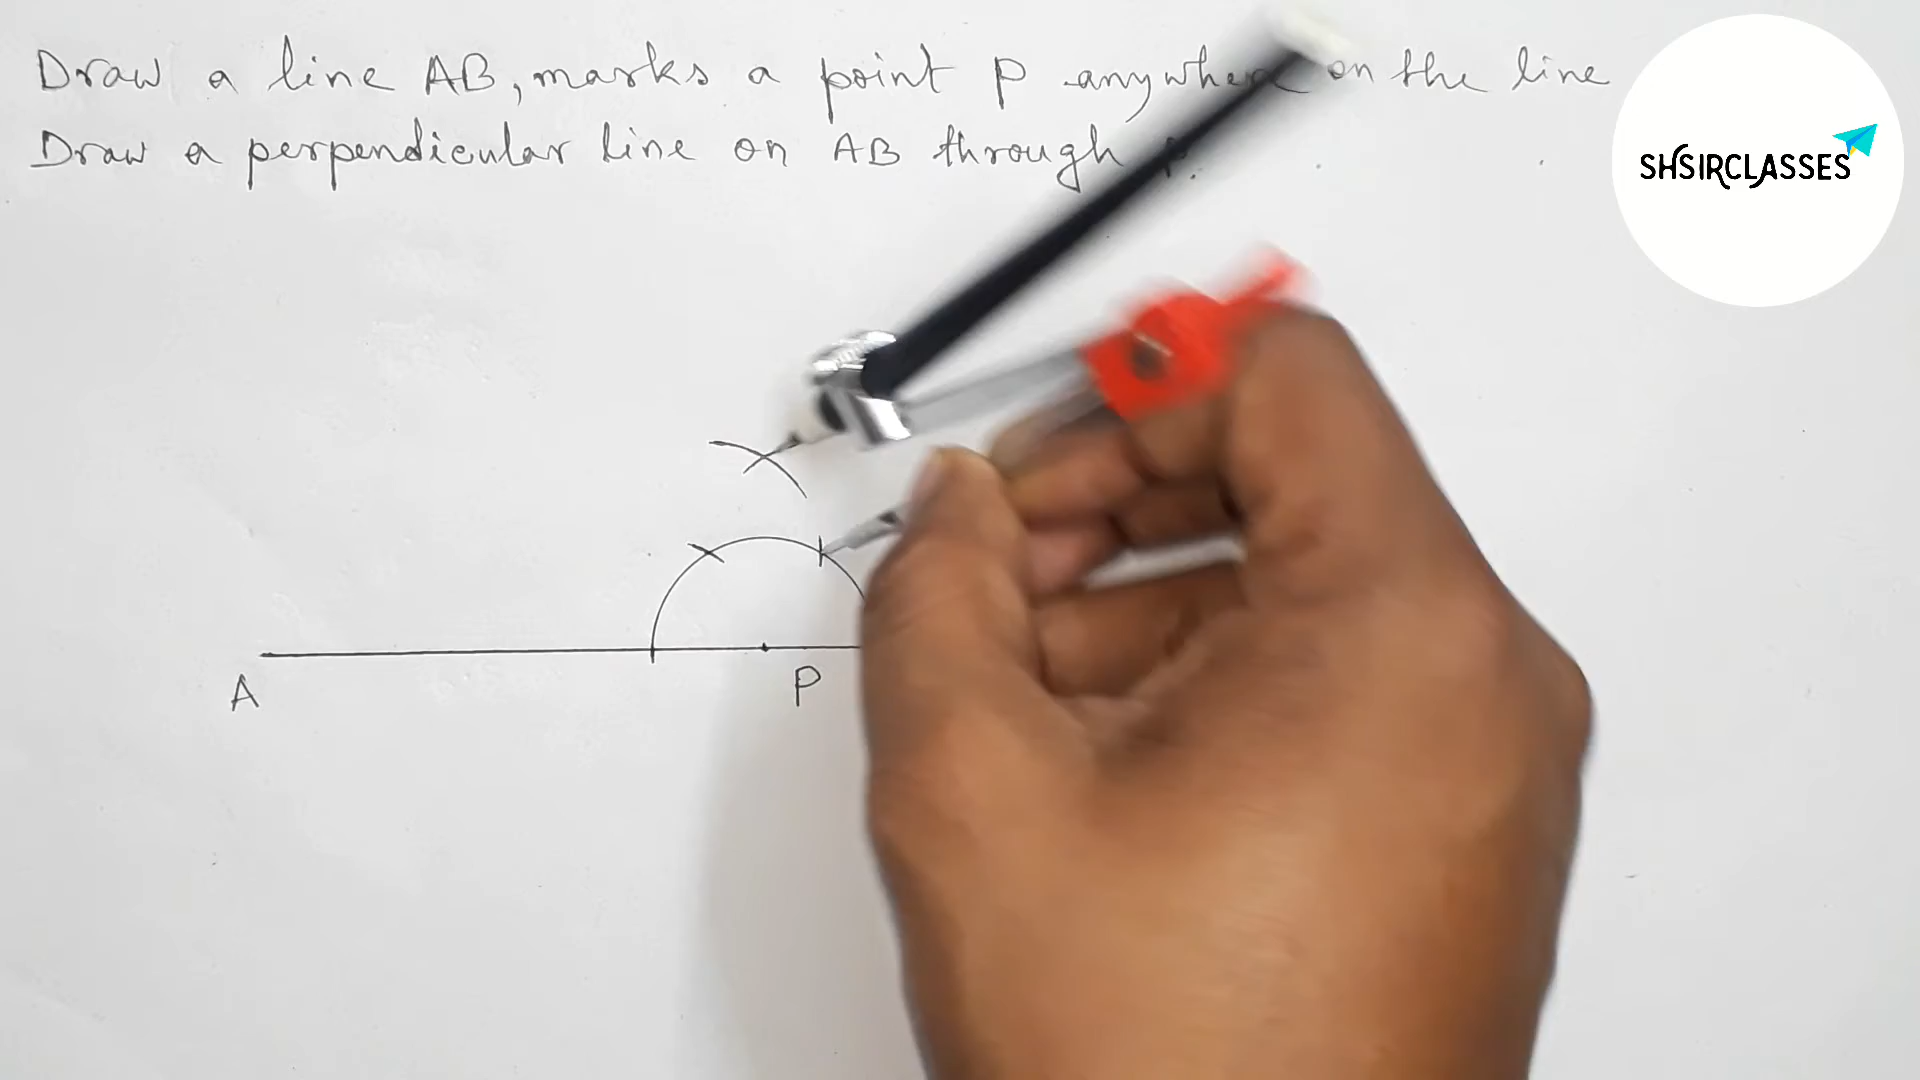 Draw a line AB, marks a point P anywhere on the line
Draw a perpendicular line on AB through P.
SHSIRCLASSES
A
P